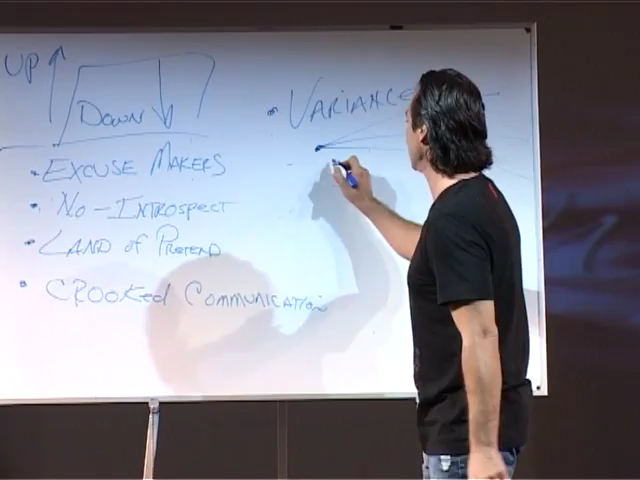 UP
DOWN
• EXCUSE MAKERS
• NO-INTROSPECT
• LAND of PRETEND
• CROOKed COMMUNICATION
• VARIANCE